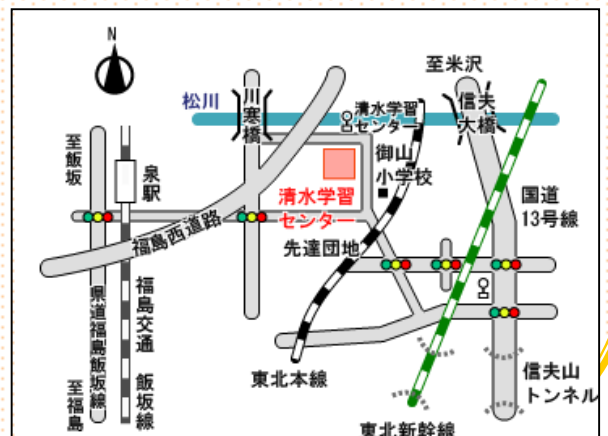 N
至米沢
松川
川寒橋
清水学習
センター
信夫
大橋
至飯坂
泉駅
御山
小学校
清水学習
センター
国道
13号線
福島西道路
先達団地
県道福島飯坂線
福島交通 飯坂線
東北本線
信夫山
トンネル
至福島
東北新幹線